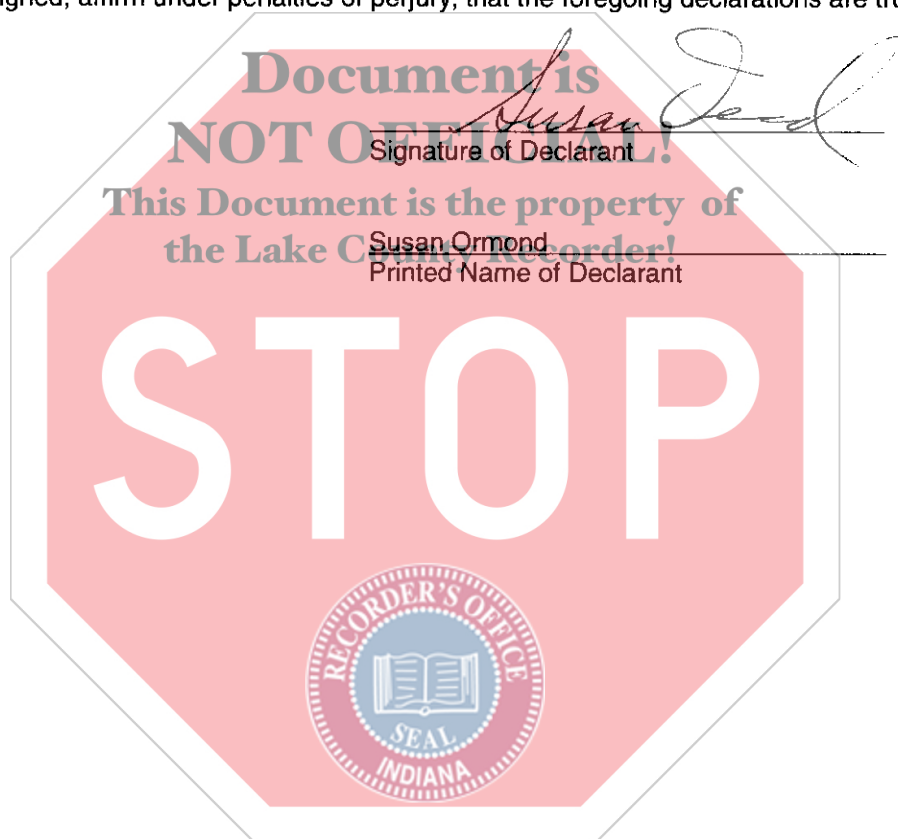 igned, affirm under penalties of perjury, that the foregoing declarations are tru
Document is
NOT OFFICIAL!
Susan
Signature of Declarant
This Document is the property of
the Lake County Recorder!
Susan Ormond
Printed Name of Declarant
STOP
RECORDER'S OFFICE
SEAL
INDIANA